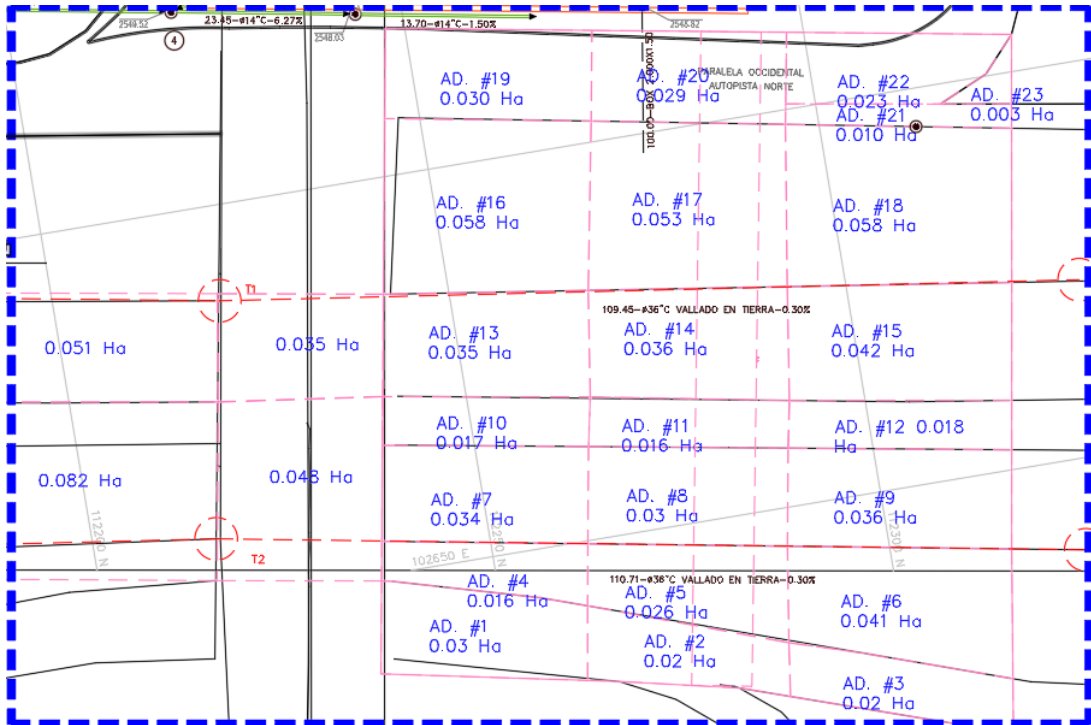 23.45-ø14"C-6.27%
13.70-ø14"C-1.50%
2548.03
2548.82
4
PARALELA OCCIDENTAL
AUTOPISTA NORTE
AD. #19
0.030 Ha
AD. #20
0.029 Ha
AD. #22
0.023 Ha
AD. #23
0.003 Ha
AD. #21
0.010 Ha
AD. #16
0.058 Ha
AD. #17
0.053 Ha
AD. #18
0.058 Ha
T1
109.45-ø36"C VALLADO EN TIERRA-0.30%
0.051 Ha
0.035 Ha
AD. #13
0.035 Ha
AD. #14
0.036 Ha
AD. #15
0.042 Ha
AD. #10
0.017 Ha
AD. #11
0.016 Ha
AD. #12 0.018
Ha
0.082 Ha
0.048 Ha
AD. #7
0.034 Ha
AD. #8
0.03 Ha
AD. #9
0.036 Ha
112200 N
112250 N
112300 N
T2
102650 E
110.71-ø36"C VALLADO EN TIERRA-0.30%
AD. #4
0.016 Ha
AD. #5
0.026 Ha
AD. #6
0.041 Ha
AD. #1
0.03 Ha
AD. #2
0.02 Ha
AD. #3
0.02 Ha